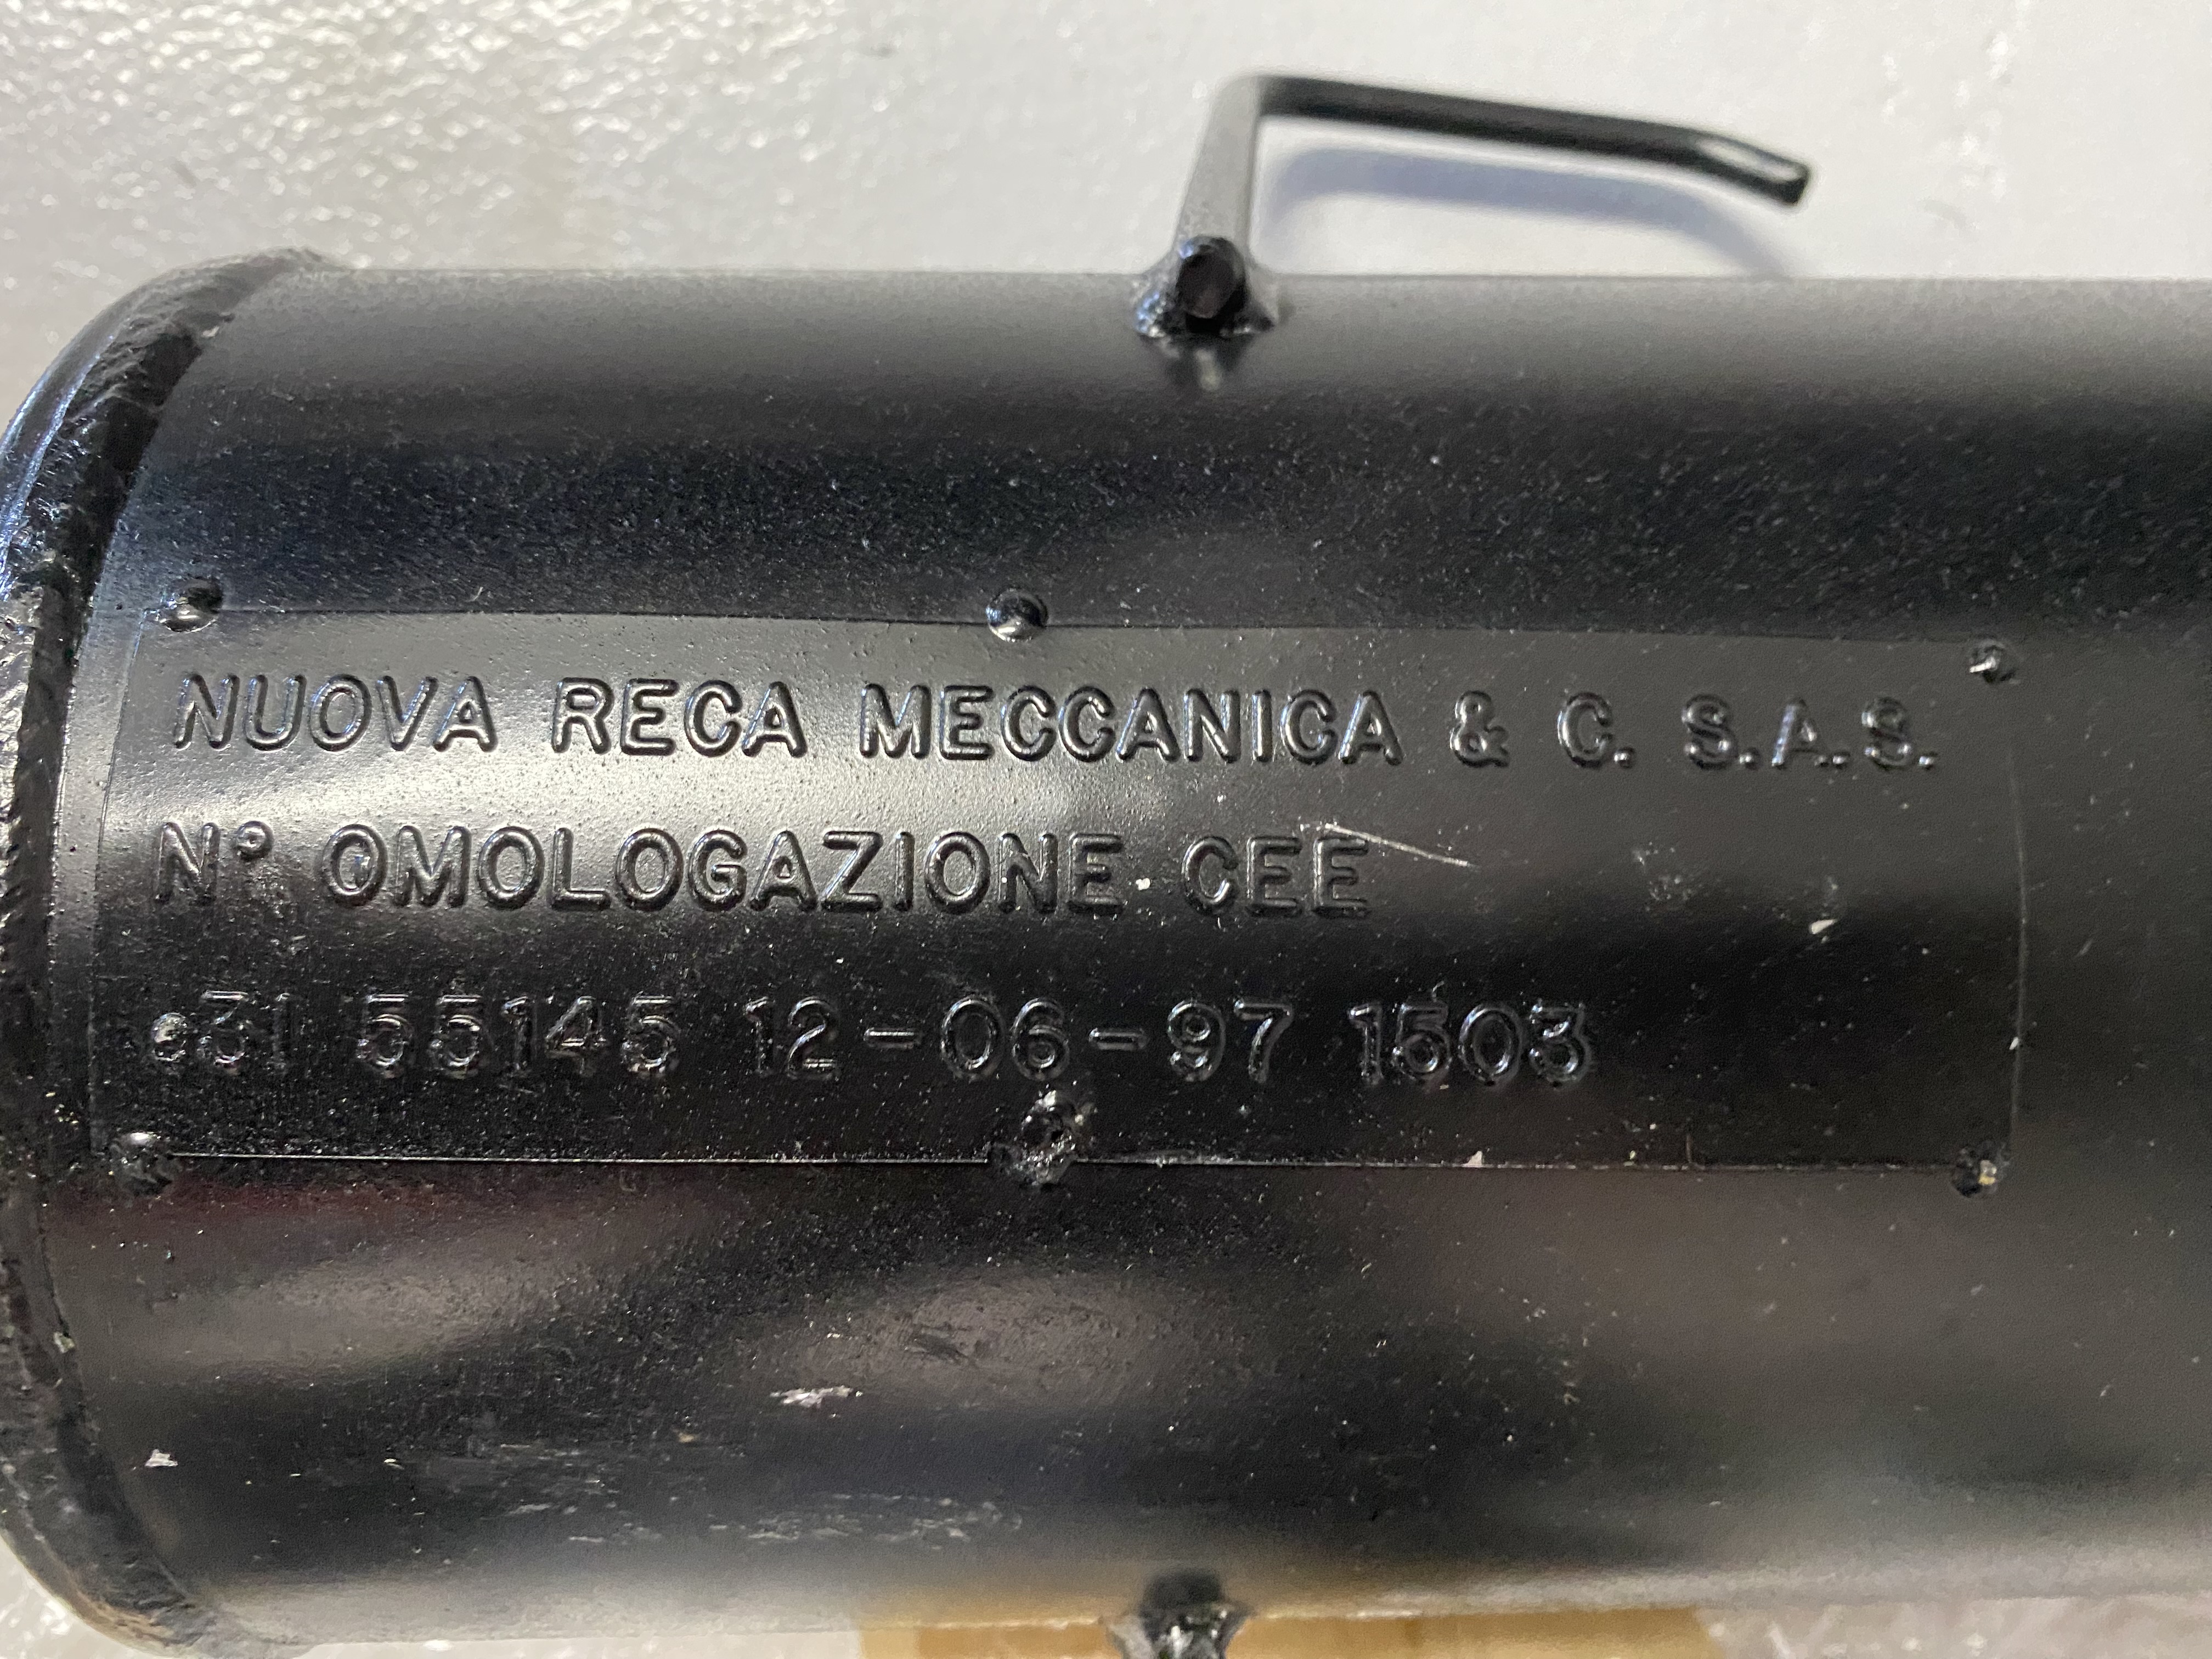 NUOVA RECA MECCANICA & C. S.A.S.
N° OMOLOGAZIONE CEE
e31 55145 12-06-97 1503